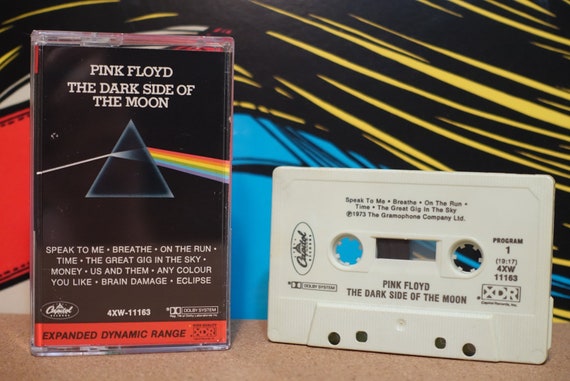 PINK FLOYD
THE DARK SIDE OF
THE MOON
SPEAK TO ME • BREATHE • ON THE RUN •
TIME • THE GREAT GIG IN THE SKY •
MONEY • US AND THEM • ANY COLOUR
YOU LIKE • BRAIN DAMAGE • ECLIPSE
Capitol
4XW-11163
DOLBY SYSTEM
EXPANDED DYNAMIC RANGE
XDR
Speak To Me • Breathe • On The Run •
Time • The Great Gig In The Sky
℗1973 The Gramophone Company Ltd.
Capitol
PROGRAM
1
(19:17)
4XW
11163
PINK FLOYD
DOLBY SYSTEM
THE DARK SIDE OF THE MOON
XDR
Capitol Records, Inc.